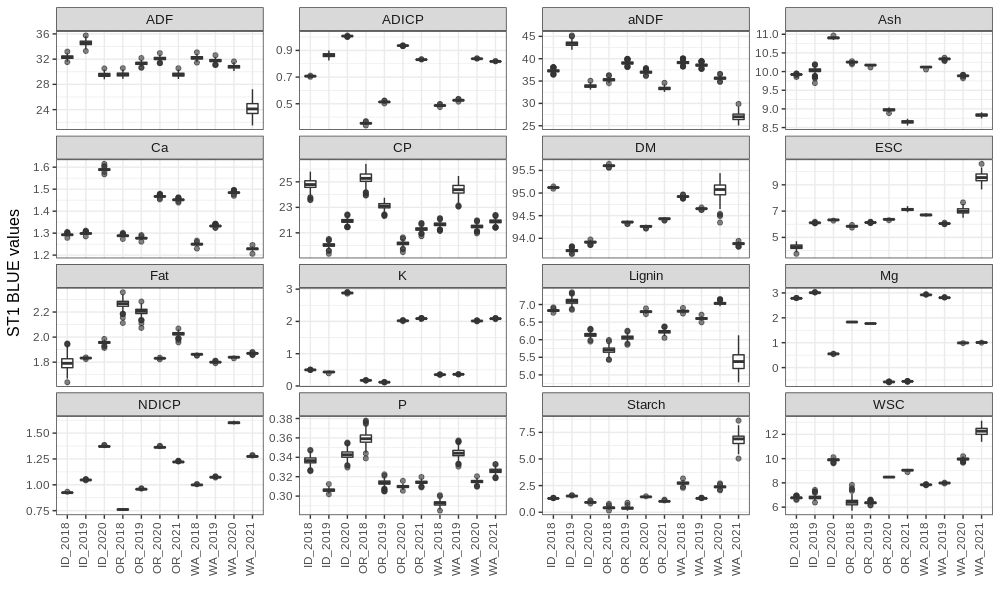 ADF
ADICP
aNDF
Ash
36
32
28
24
0.9
0.7
0.5
45
40
35
30
25
11.0
10.5
10.0
9.5
9.0
8.5
Ca
CP
DM
ESC
1.6
1.5
1.4
1.3
1.2
25
23
21
95.5
95.0
94.5
94.0
9
7
5
Fat
K
Lignin
Mg
2.2
2.0
1.8
3
2
1
0
7.0
6.5
6.0
5.5
5.0
3
2
1
0
NDICP
P
Starch
WSC
1.50
1.25
1.00
0.75
0.38
0.36
0.34
0.32
0.30
7.5
5.0
2.5
0.0
12
10
8
6
ID_2018
ID_2019
ID_2020
OR_2018
OR_2019
OR_2020
OR_2021
WA_2018
WA_2019
WA_2020
WA_2021
ID_2018
ID_2019
ID_2020
OR_2018
OR_2019
OR_2020
OR_2021
WA_2018
WA_2019
WA_2020
WA_2021
ID_2018
ID_2019
ID_2020
OR_2018
OR_2019
OR_2020
OR_2021
WA_2018
WA_2019
WA_2020
WA_2021
ID_2018
ID_2019
ID_2020
OR_2018
OR_2019
OR_2020
OR_2021
WA_2018
WA_2019
WA_2020
WA_2021
ST1 BLUE values